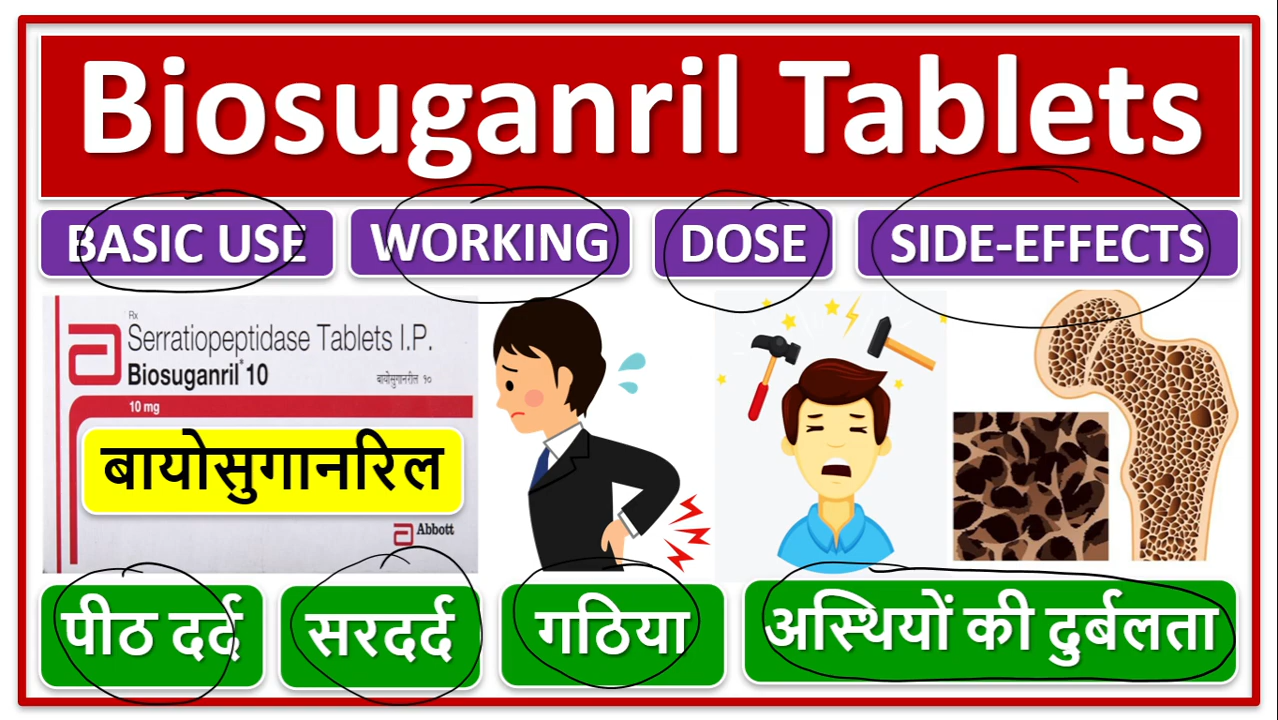 Biosuganril Tablets
BASIC USE
WORKING
DOSE
SIDE-EFFECTS
Rx
Serratiopeptidase Tablets I.P.
Biosuganril® 10
बायोसुगानरील १०
10 mg
बायोसुगानरिल
Abbott
पीठ दर्द
सरदर्द
गठिया
अस्थियों की दुर्बलता